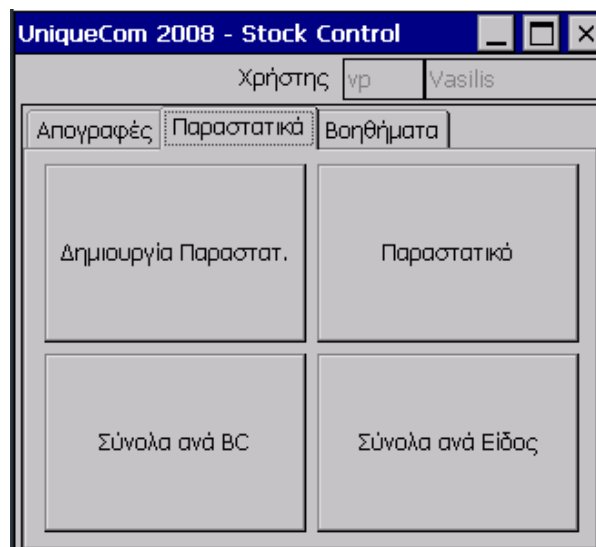 UniqueCom 2008 - Stock Control
Χρήστης vp Vasilis
Απογραφές Παραστατικά Βοηθήματα
Δημιουργία Παραστατ. Παραστατικό
Σύνολα ανά BC Σύνολα ανά Είδος